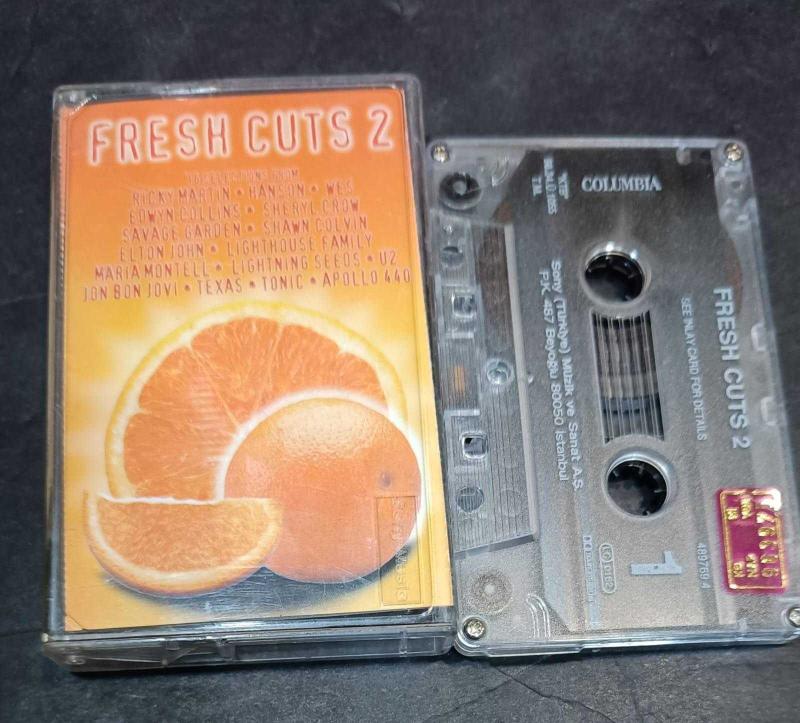 FRESH CUTS 2
RICKY MARTIN • HANSON • WES
EDWYN COLLINS • SHERYL CROW
SAVAGE GARDEN • SHAWN COLVIN
ELTON JOHN • LIGHTHOUSE FAMILY
MARIA MONTELL • LIGHTNING SEEDS • U2
JON BON JOVI • TEXAS • TONIC • APOLLO 440
COLUMBIA
"KTB"
T.M.
Sony (Türkiye) Müzik ve Sanat A.Ş.
P.K. 487 Beyoğlu 80050 İstanbul
FRESH CUTS 2
SEE INLAY CARD FOR DETAILS
1
489769 4